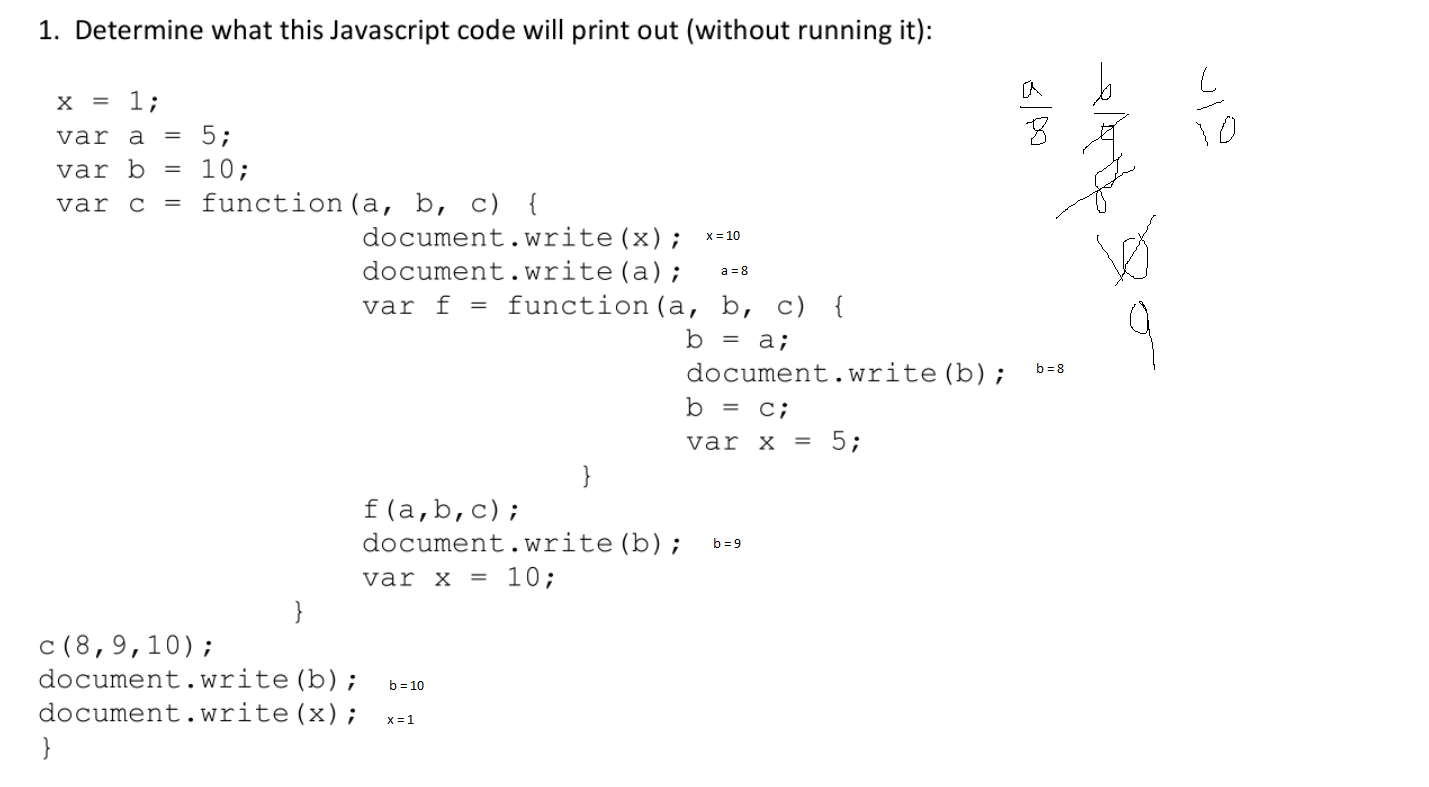 1. Determine what this Javascript code will print out (without running it):
x = 1;
var a = 5;
var b = 10;
var c = function(a, b, c) {
document.write(x); x = 10
document.write(a); a = 8
var f = function(a, b, c) {
b = a;
document.write(b); b = 8
b = c;
var x = 5;
}
f(a,b,c);
document.write(b); b = 9
var x = 10;
}
c(8,9,10);
document.write(b); b = 10
document.write(x); x = 1
}
a b c
8 9 10
8
10
9